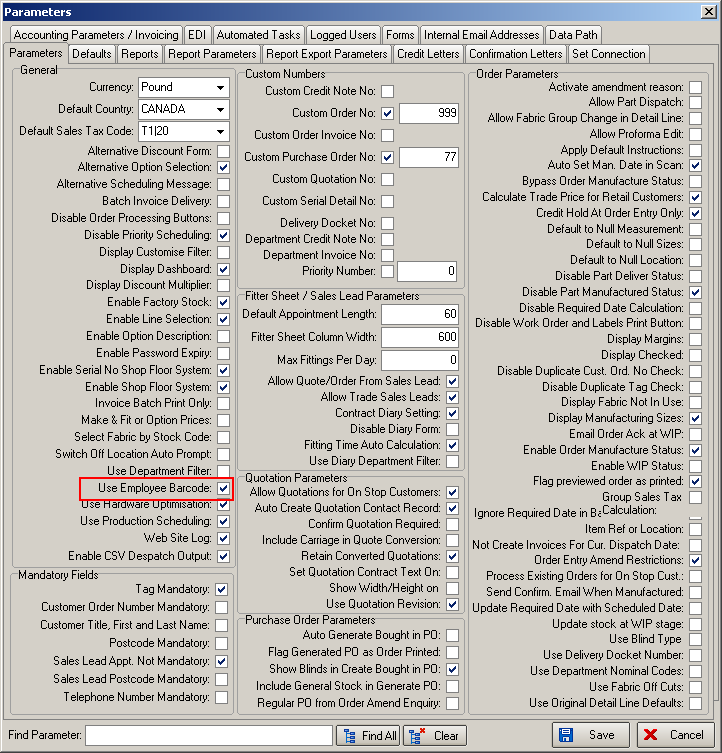 Parameters
Accounting Parameters / Invoicing EDI Automated Tasks Logged Users Forms Internal Email Addresses Data Path
Parameters Defaults Reports Report Parameters Report Export Parameters Credit Letters Confirmation Letters Set Connection
General
Currency: Pound
Default Country: CANADA
Default Sales Tax Code: T1|20
Alternative Discount Form:
Alternative Option Selection:
Alternative Scheduling Message:
Batch Invoice Delivery:
Disable Order Processing Buttons:
Disable Priority Scheduling:
Display Customise Filter:
Display Dashboard:
Display Discount Multiplier:
Enable Factory Stock:
Enable Line Selection:
Enable Option Description:
Enable Password Expiry:
Enable Serial No Shop Floor System:
Enable Shop Floor System:
Invoice Batch Print Only:
Make & Fit or Option Prices:
Select Fabric by Stock Code:
Switch Off Location Auto Prompt:
Use Department Filter:
Use Employee Barcode:
Use Hardware Optimisation:
Use Production Scheduling:
Web Site Log:
Enable CSV Despatch Output:
Mandatory Fields
Tag Mandatory:
Customer Order Number Mandatory:
Customer Title, First and Last Name:
Postcode Mandatory:
Sales Lead Appt. Not Mandatory:
Sales Lead Postcode Mandatory:
Telephone Number Mandatory:
Custom Numbers
Custom Credit Note No:
Custom Order No: 999
Custom Order Invoice No:
Custom Purchase Order No: 77
Custom Quotation No:
Custom Serial Detail No:
Delivery Docket No:
Department Credit Note No:
Department Invoice No:
Priority Number: 0
Fitter Sheet / Sales Lead Parameters
Default Appointment Length: 60
Fitter Sheet Column Width: 600
Max Fittings Per Day: 0
Allow Quote/Order From Sales Lead:
Allow Trade Sales Leads:
Contract Diary Setting:
Disable Diary Form:
Fitting Time Auto Calculation:
Use Diary Department Filter:
Quotation Parameters
Allow Quotations for On Stop Customers:
Auto Create Quotation Contact Record:
Confirm Quotation Required:
Include Carriage in Quote Conversion:
Retain Converted Quotations:
Set Quotation Contract Text On:
Show Width/Height on
Use Quotation Revision:
Purchase Order Parameters
Auto Generate Bought in PO:
Flag Generated PO as Order Printed:
Show Blinds in Create Bought in PO:
Include General Stock in Generate PO:
Regular PO from Order Amend Enquiry:
Order Parameters
Activate amendment reason:
Allow Part Dispatch:
Allow Fabric Group Change in Detail Line:
Allow Proforma Edit:
Apply Default Instructions:
Auto Set Man. Date in Scan:
Bypass Order Manufacture Status:
Calculate Trade Price for Retail Customers:
Credit Hold At Order Entry Only:
Default to Null Measurement:
Default to Null Sizes:
Default to Null Location:
Disable Part Deliver Status:
Disable Part Manufactured Status:
Disable Required Date Calculation:
Disable Work Order and Labels Print Button:
Display Margins:
Display Checked:
Disable Duplicate Cust. Ord. No Check:
Disable Duplicate Tag Check:
Display Fabric Not In Use:
Display Manufacturing Sizes:
Email Order Ack at WIP:
Enable Order Manufacture Status:
Enable WIP Status:
Flag previewed order as printed:
Group Sales Tax
Calculation:
Ignore Required Date in Ba
Item Ref or Location:
Not Create Invoices For Cur. Dispatch Date:
Order Entry Amend Restrictions:
Process Existing Orders for On Stop Cust.:
Send Confirm. Email When Manufactured:
Update Required Date with Scheduled Date:
Update stock at WIP stage:
Use Blind Type
Use Delivery Docket Number:
Use Department Nominal Codes:
Use Fabric Off Cuts:
Use Original Detail Line Defaults:
Find Parameter: Find All Clear Save Cancel